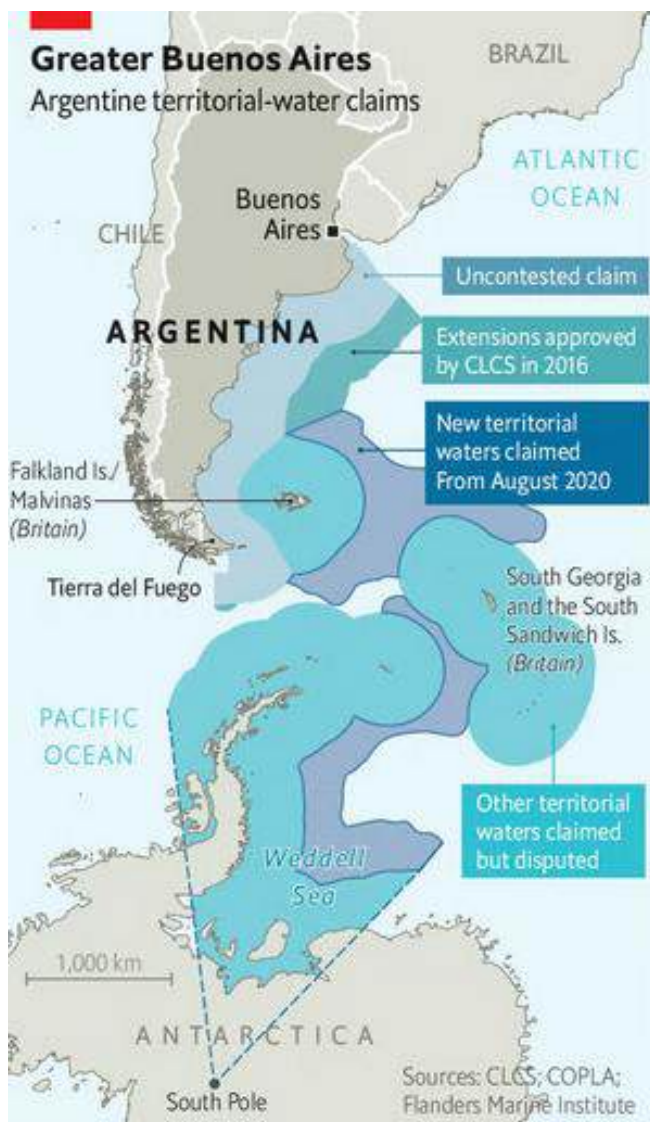 Greater Buenos Aires
Argentine territorial-water claims
BRAZIL
ATLANTIC
OCEAN
Buenos
Aires
CHILE
Uncontested claim
ARGENTINA
Extensions approved
by CLCS in 2016
New territorial
waters claimed
From August 2020
Falkland Is./
Malvinas
(Britain)
Tierra del Fuego
South Georgia
and the South
Sandwich Is.
(Britain)
PACIFIC
OCEAN
Other territorial
waters claimed
but disputed
Weddell
Sea
1,000 km
ANTARCTICA
South Pole
Sources: CLCS; COPLA;
Flanders Marine Institute